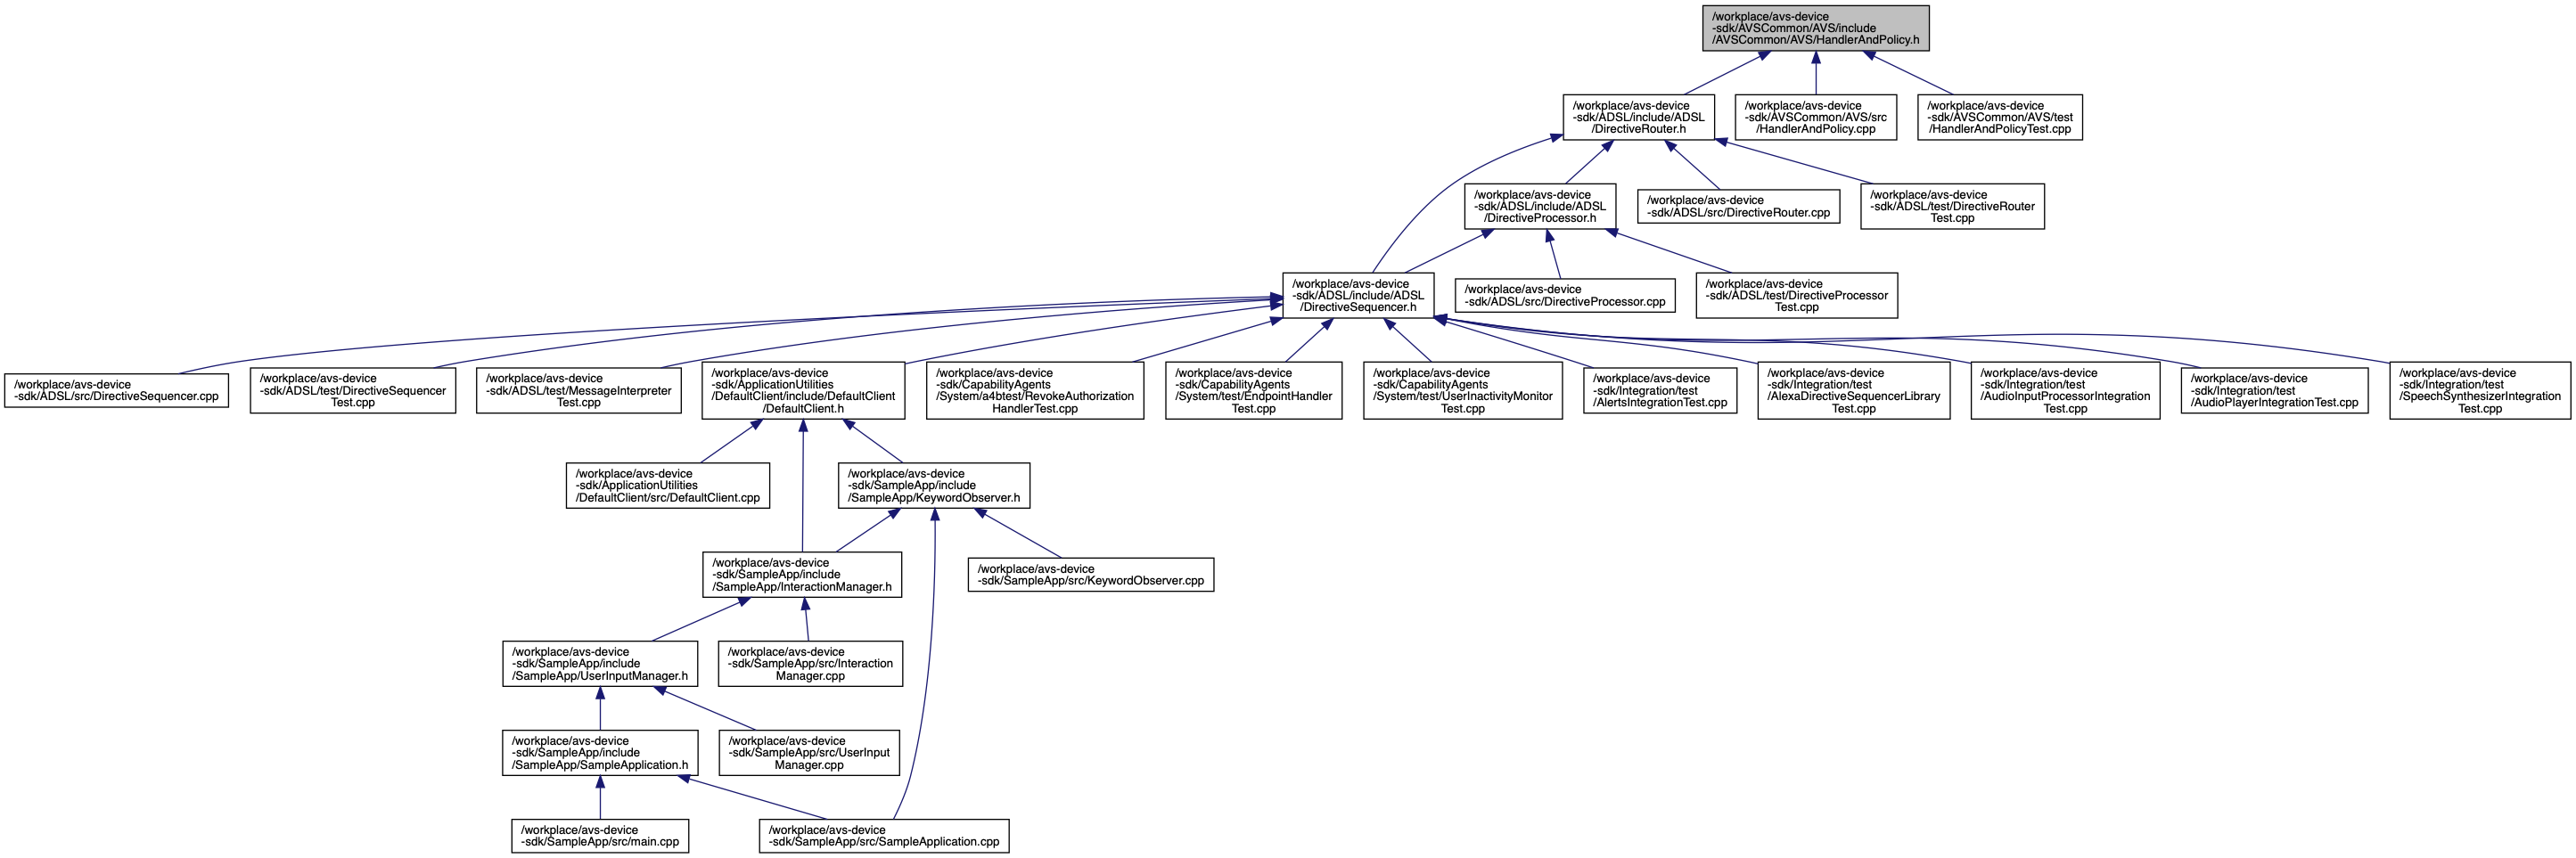 /workplace/avs-device
-sdk/AVSCommon/AVS/include
/AVSCommon/AVS/HandlerAndPolicy.h
/workplace/avs-device
-sdk/ADSL/include/ADSL
/DirectiveRouter.h
/workplace/avs-device
-sdk/AVSCommon/AVS/src
/HandlerAndPolicy.cpp
/workplace/avs-device
-sdk/AVSCommon/AVS/test
/HandlerAndPolicyTest.cpp
/workplace/avs-device
-sdk/ADSL/include/ADSL
/DirectiveProcessor.h
/workplace/avs-device
-sdk/ADSL/src/DirectiveRouter.cpp
/workplace/avs-device
-sdk/ADSL/test/DirectiveRouter
Test.cpp
/workplace/avs-device
-sdk/ADSL/include/ADSL
/DirectiveSequencer.h
/workplace/avs-device
-sdk/ADSL/src/DirectiveProcessor.cpp
/workplace/avs-device
-sdk/ADSL/test/DirectiveProcessor
Test.cpp
/workplace/avs-device
-sdk/ADSL/src/DirectiveSequencer.cpp
/workplace/avs-device
-sdk/ADSL/test/DirectiveSequencer
Test.cpp
/workplace/avs-device
-sdk/ADSL/test/MessageInterpreter
Test.cpp
/workplace/avs-device
-sdk/ApplicationUtilities
/DefaultClient/include/DefaultClient
/DefaultClient.h
/workplace/avs-device
-sdk/CapabilityAgents
/System/a4btest/RevokeAuthorization
HandlerTest.cpp
/workplace/avs-device
-sdk/CapabilityAgents
/System/test/EndpointHandler
Test.cpp
/workplace/avs-device
-sdk/CapabilityAgents
/System/test/UserInactivityMonitor
Test.cpp
/workplace/avs-device
-sdk/Integration/test
/AlertsIntegrationTest.cpp
/workplace/avs-device
-sdk/Integration/test
/AlexaDirectiveSequencerLibrary
Test.cpp
/workplace/avs-device
-sdk/Integration/test
/AudioInputProcessorIntegration
Test.cpp
/workplace/avs-device
-sdk/Integration/test
/AudioPlayerIntegrationTest.cpp
/workplace/avs-device
-sdk/Integration/test
/SpeechSynthesizerIntegration
Test.cpp
/workplace/avs-device
-sdk/ApplicationUtilities
/DefaultClient/src/DefaultClient.cpp
/workplace/avs-device
-sdk/SampleApp/include
/SampleApp/KeywordObserver.h
/workplace/avs-device
-sdk/SampleApp/include
/SampleApp/InteractionManager.h
/workplace/avs-device
-sdk/SampleApp/src/KeywordObserver.cpp
/workplace/avs-device
-sdk/SampleApp/include
/SampleApp/UserInputManager.h
/workplace/avs-device
-sdk/SampleApp/src/Interaction
Manager.cpp
/workplace/avs-device
-sdk/SampleApp/include
/SampleApp/SampleApplication.h
/workplace/avs-device
-sdk/SampleApp/src/UserInput
Manager.cpp
/workplace/avs-device
-sdk/SampleApp/src/main.cpp
/workplace/avs-device
-sdk/SampleApp/src/SampleApplication.cpp